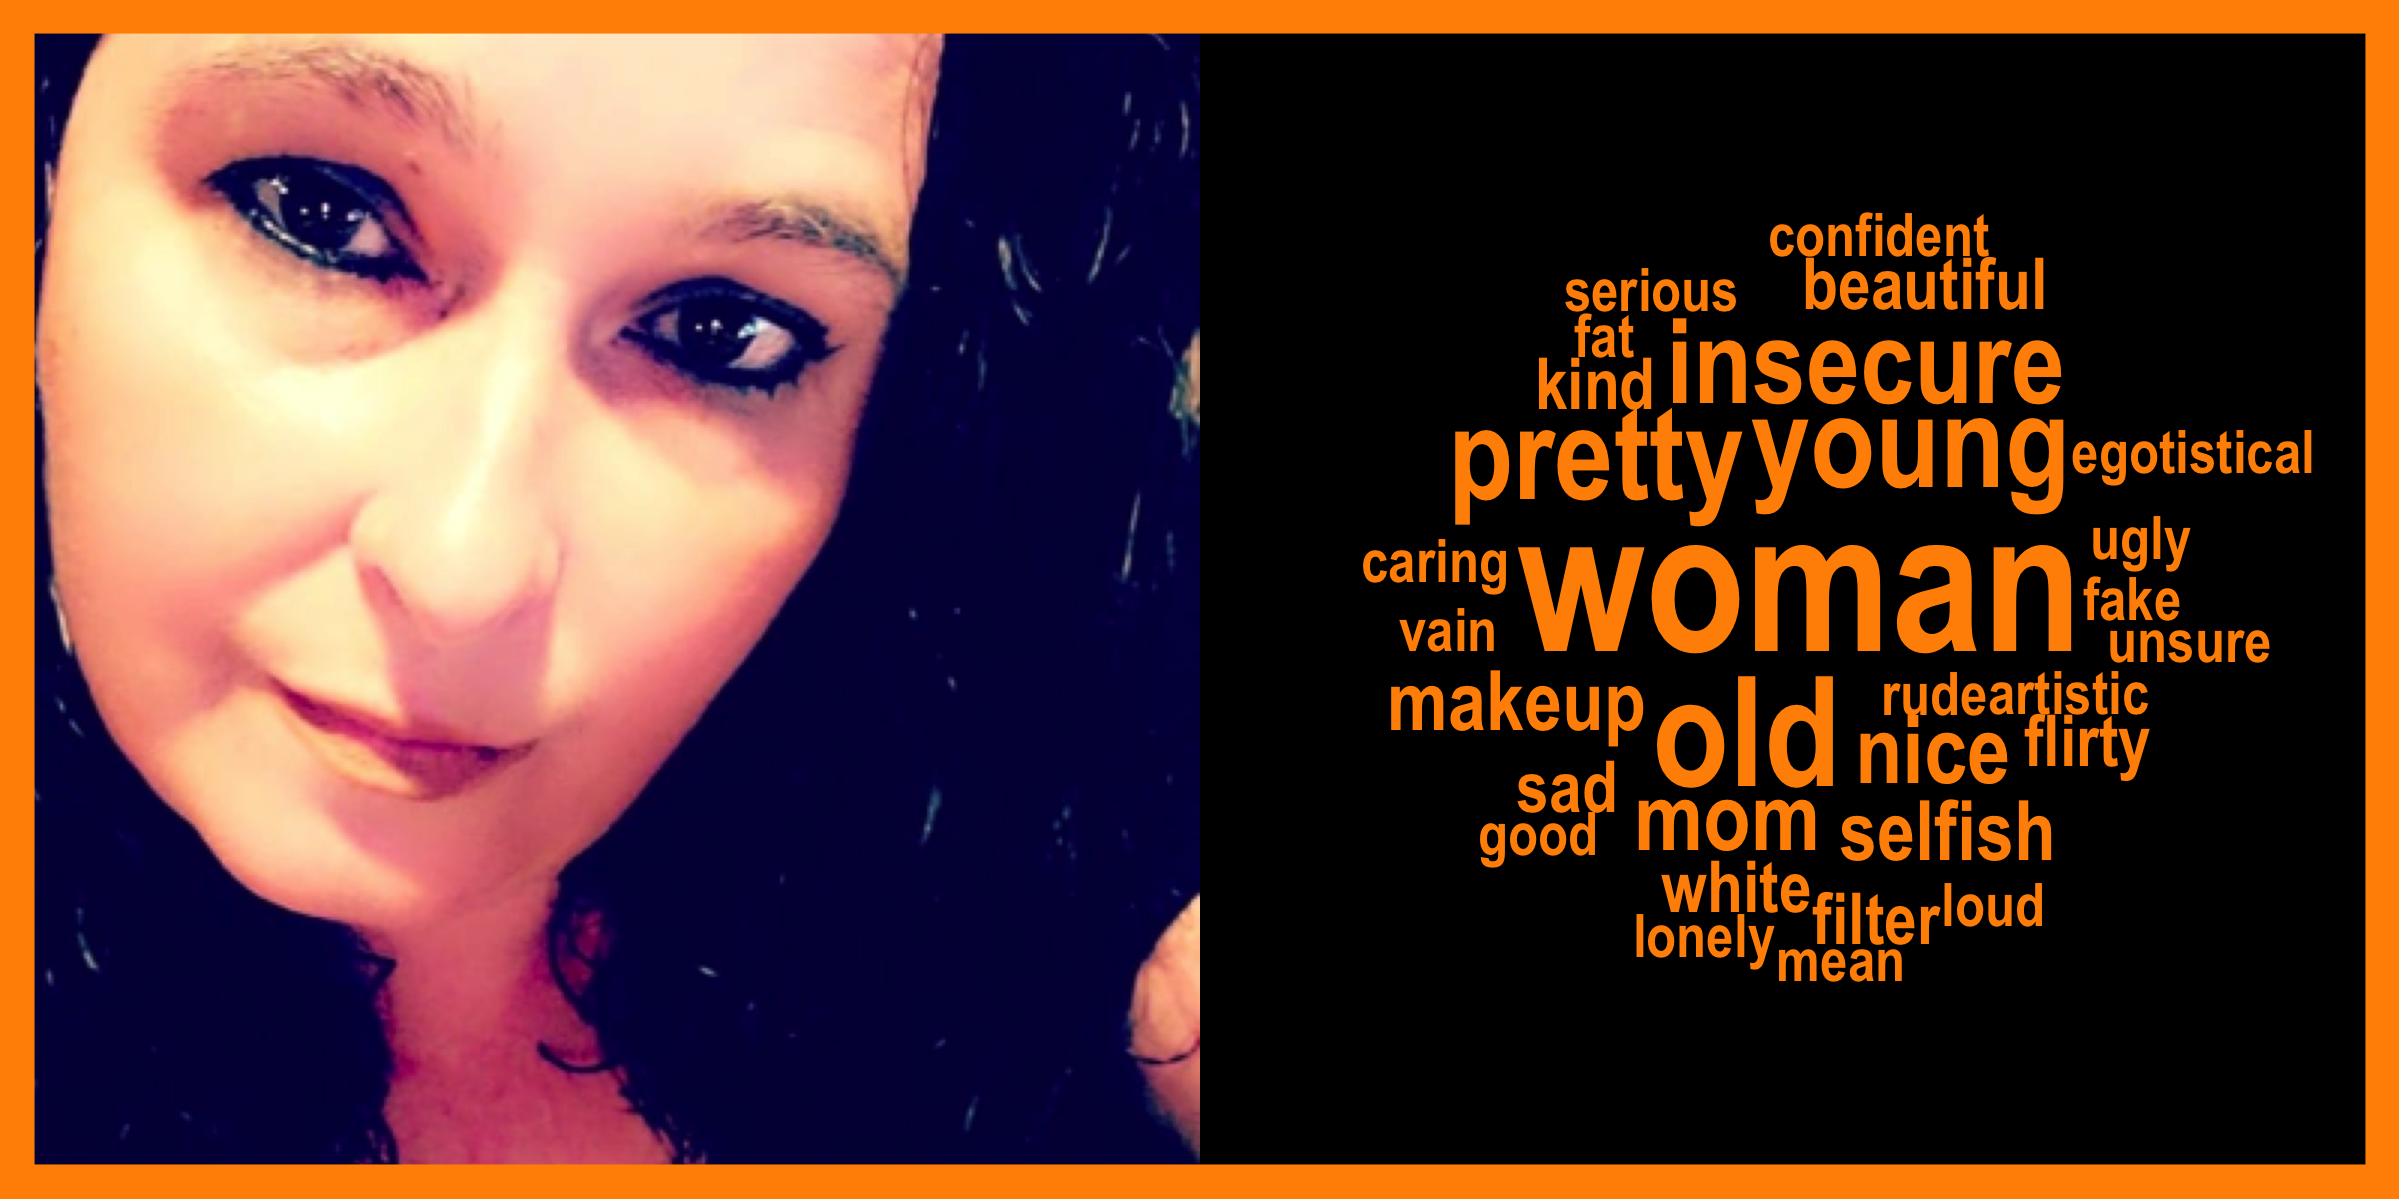 confident
serious beautiful
fat
kind insecure
pretty young egotistical
ugly
caring woman fake
vain unsure
makeup old rude artistic
nice flirty
sad
good mom selfish
white filter loud
lonely mean